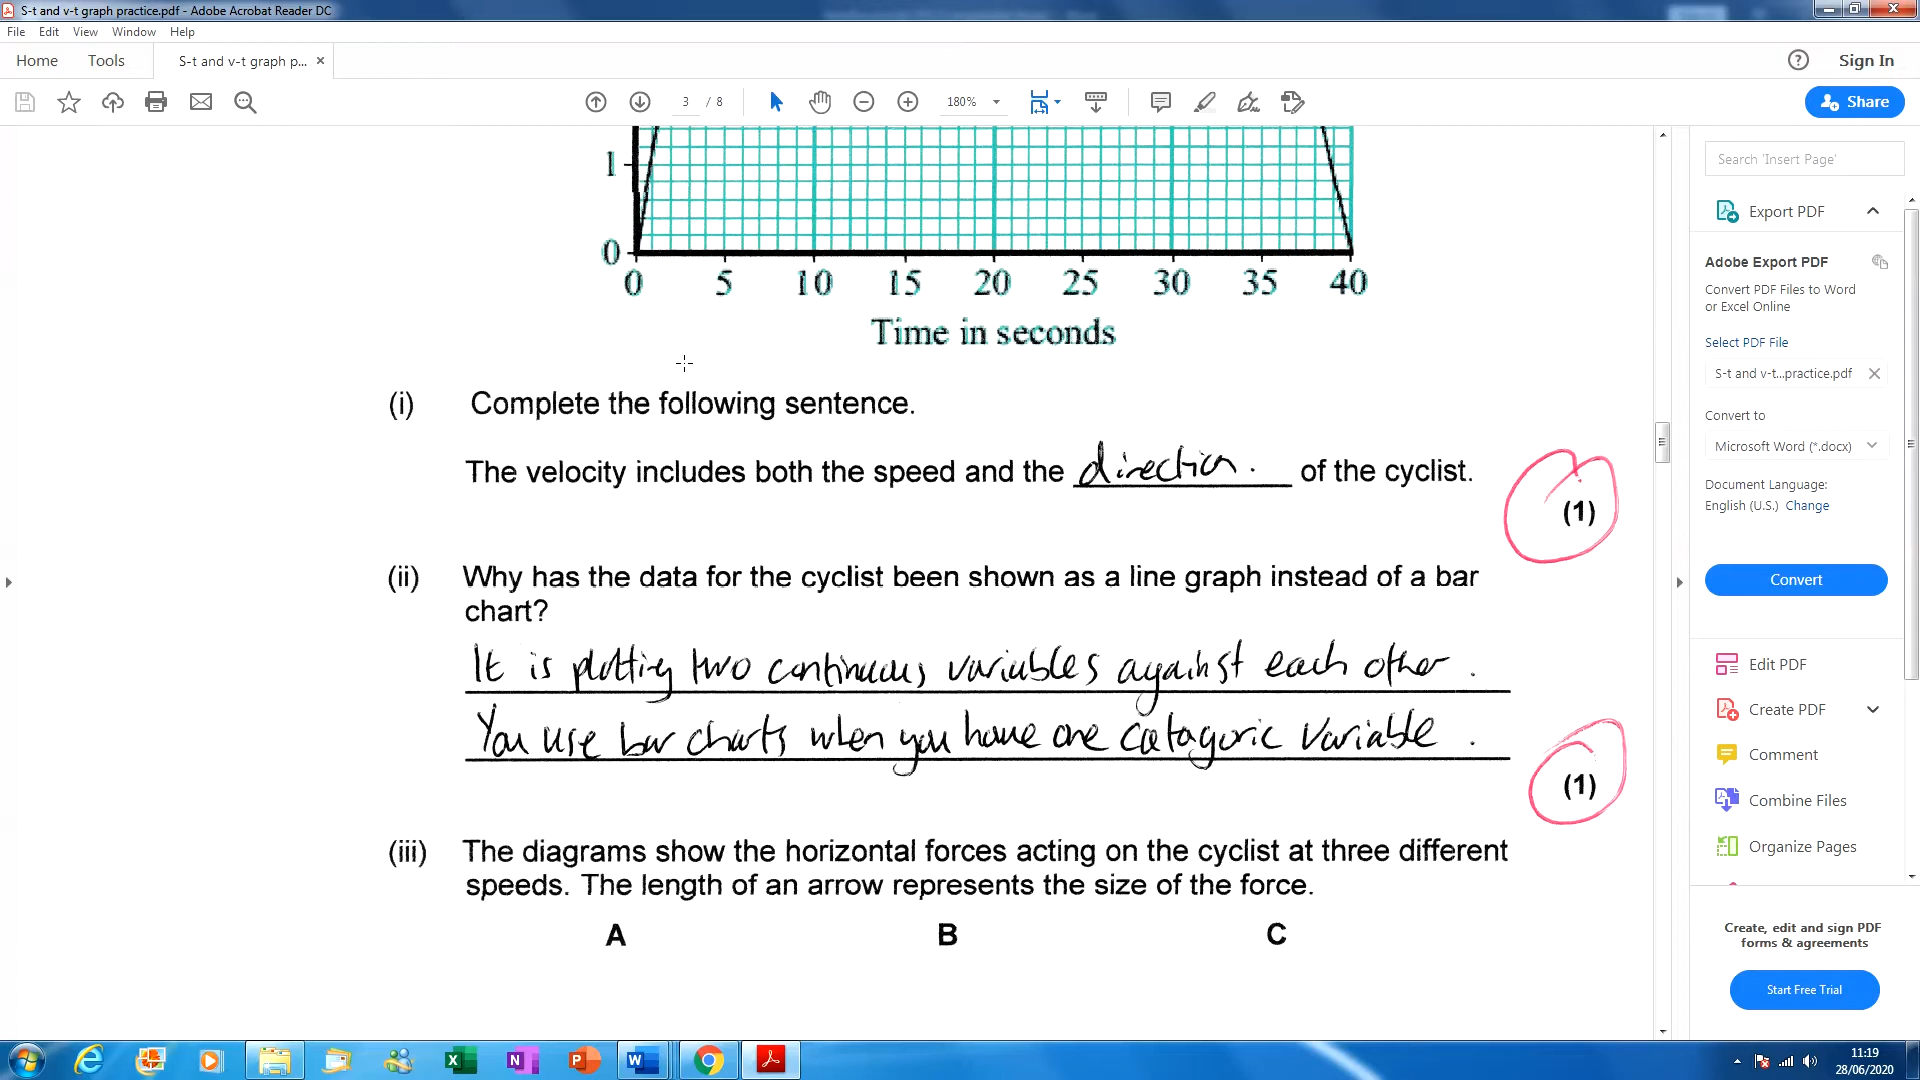 S-t and v-t graph practice.pdf - Adobe Acrobat Reader DC
File Edit View Window Help
Home Tools S-t and v-t graph p... × Sign In
3 / 8 180% Share
1
0
0 5 10 15 20 25 30 35 40
Time in seconds
(i) Complete the following sentence.
The velocity includes both the speed and the direction. of the cyclist.
(1)
(ii) Why has the data for the cyclist been shown as a line graph instead of a bar
chart?
It is plotting two continuous variables against each other.
You use bar charts when you have one catagoric variable.
(1)
(iii) The diagrams show the horizontal forces acting on the cyclist at three different
speeds. The length of an arrow represents the size of the force.
A B C
Search 'Insert Page'
Export PDF
Adobe Export PDF
Convert PDF Files to Word
or Excel Online
Select PDF File
S-t and v-t...practice.pdf
Convert to
Microsoft Word (*.docx)
Document Language:
English (U.S.) Change
Convert
Edit PDF
Create PDF
Comment
Combine Files
Organize Pages
Create, edit and sign PDF
forms & agreements
Start Free Trial
11:19
28/06/2020